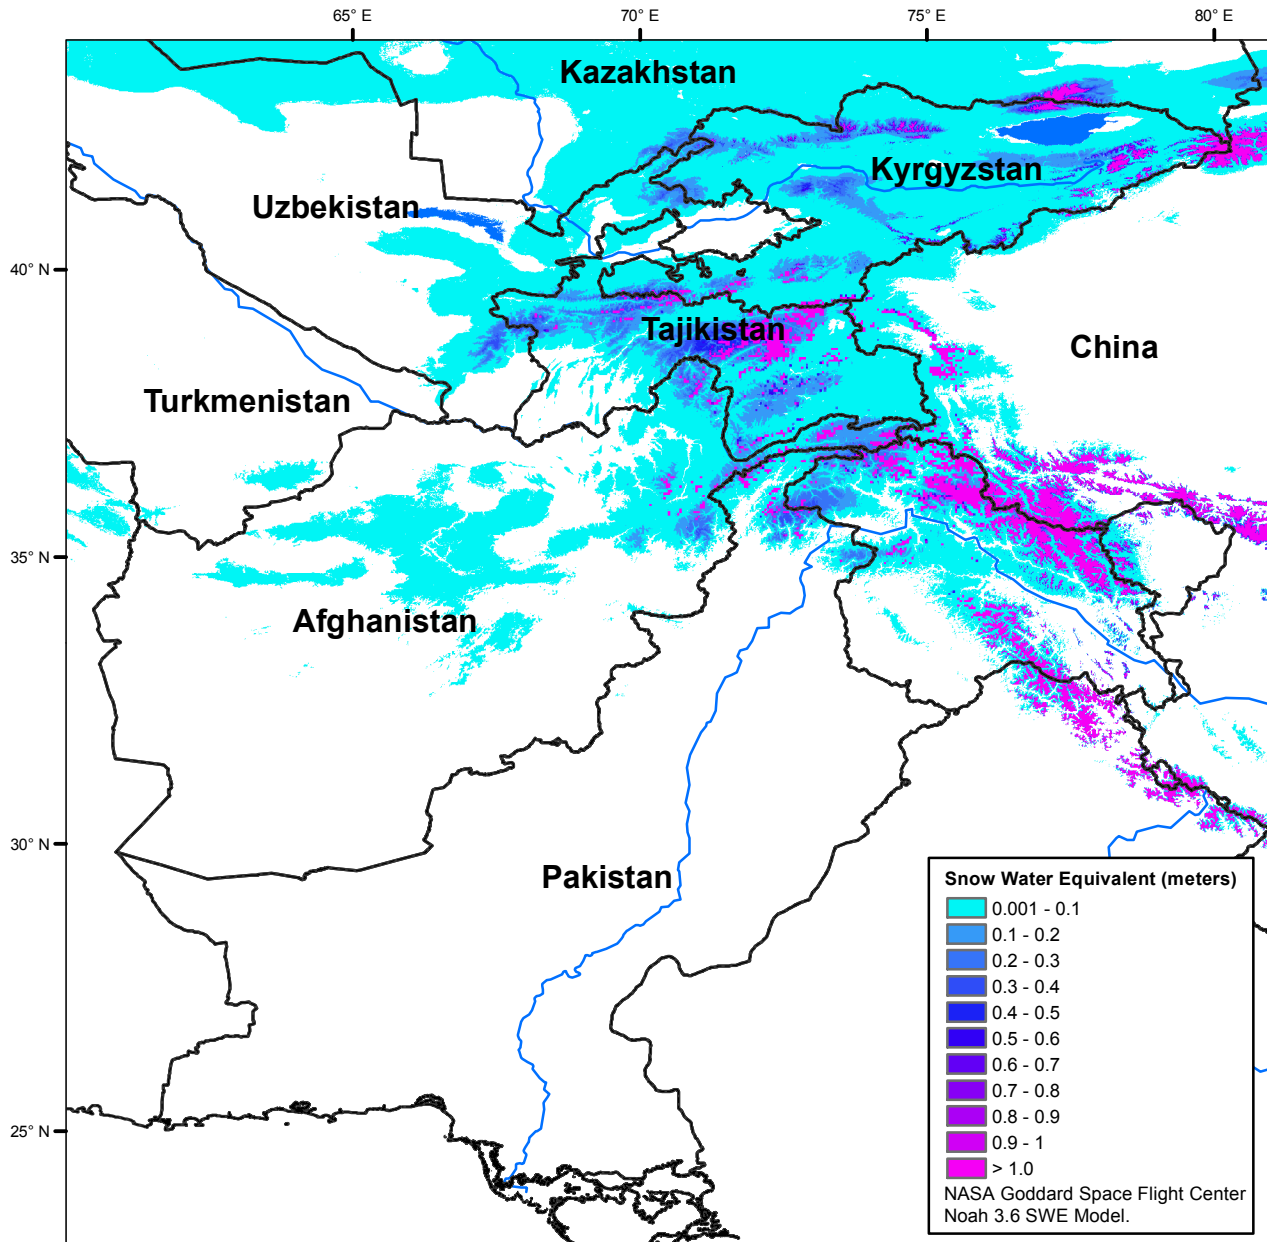 65° E
70° E
75° E
80° E
Kazakhstan
Kyrgyzstan
Uzbekistan
40° N
Tajikistan
China
Turkmenistan
35° N
Afghanistan
30° N
Pakistan
25° N
Snow Water Equivalent (meters)
0.001 - 0.1
0.1 - 0.2
0.2 - 0.3
0.3 - 0.4
0.4 - 0.5
0.5 - 0.6
0.6 - 0.7
0.7 - 0.8
0.8 - 0.9
0.9 - 1
> 1.0
NASA Goddard Space Flight Center
Noah 3.6 SWE Model.